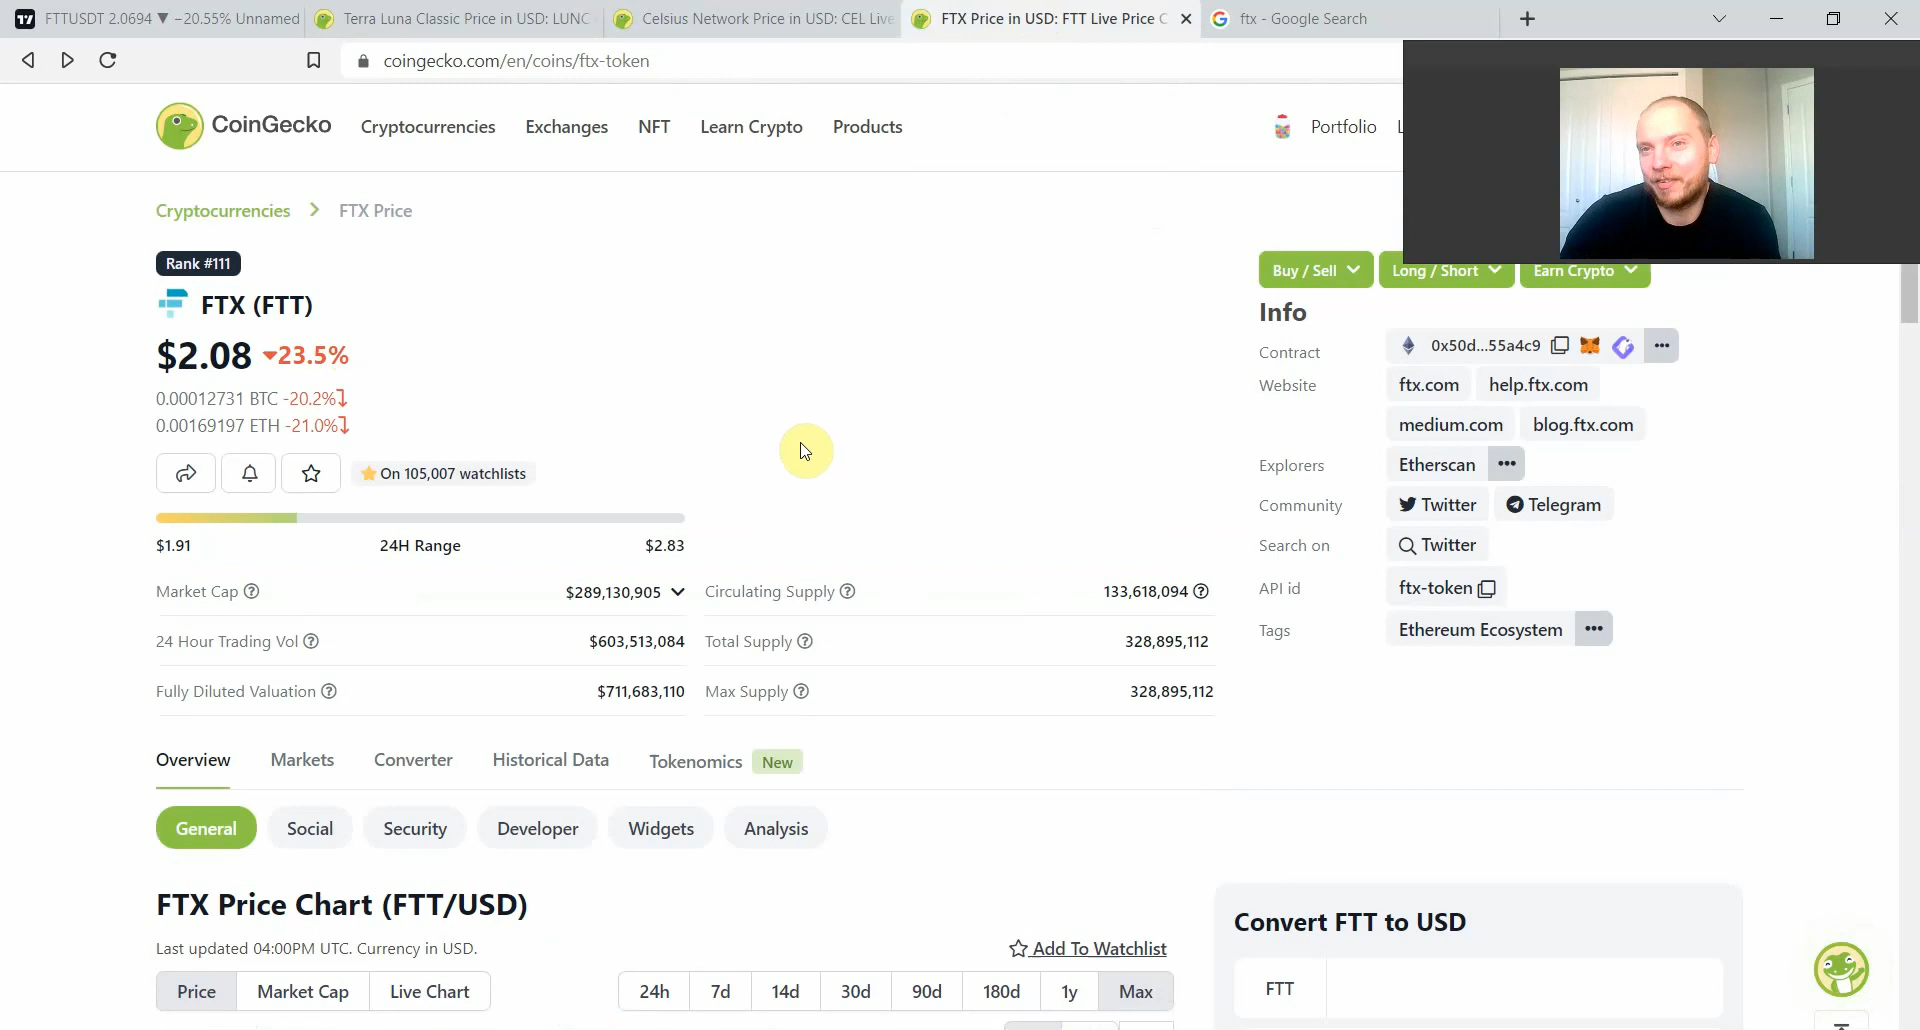 FTTUSDT 2.0694 ▼ −20.55% Unnamed
Terra Luna Classic Price in USD: LUNC
Celsius Network Price in USD: CEL Live
FTX Price in USD: FTT Live Price C
ftx - Google Search
coingecko.com/en/coins/ftx-token
CoinGecko
Cryptocurrencies
Exchanges
NFT
Learn Crypto
Products
Portfolio
Cryptocurrencies > FTX Price
Rank #111
FTX (FTT)
$2.08 23.5%
0.00012731 BTC -20.2%
0.00169197 ETH -21.0%
On 105,007 watchlists
$1.91 24H Range $2.83
Market Cap $289,130,905
Circulating Supply 133,618,094
24 Hour Trading Vol $603,513,084
Total Supply 328,895,112
Fully Diluted Valuation $711,683,110
Max Supply 328,895,112
Buy / Sell
Long / Short
Earn Crypto
Info
Contract 0x50d...55a4c9
Website ftx.com help.ftx.com
medium.com blog.ftx.com
Explorers Etherscan
Community Twitter Telegram
Search on Twitter
API id ftx-token
Tags Ethereum Ecosystem
Overview
Markets
Converter
Historical Data
Tokenomics New
General
Social
Security
Developer
Widgets
Analysis
FTX Price Chart (FTT/USD)
Last updated 04:00PM UTC. Currency in USD.
Add To Watchlist
Price
Market Cap
Live Chart
24h
7d
14d
30d
90d
180d
1y
Max
Convert FTT to USD
FTT